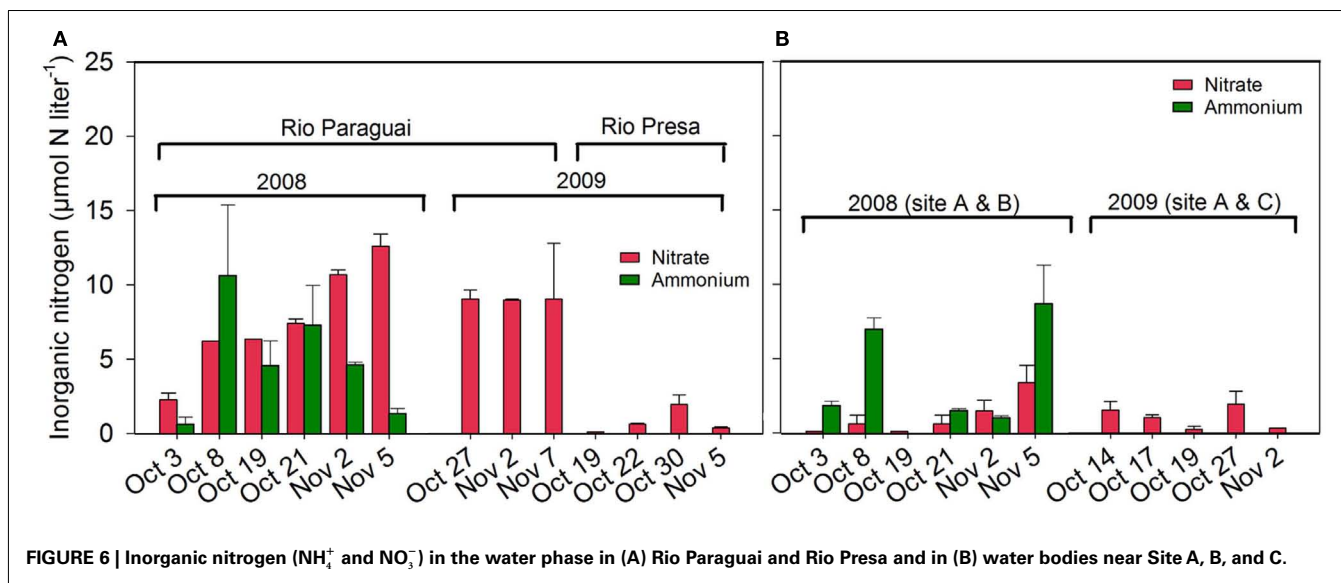 A
B
Inorganic nitrogen (µmol N liter⁻¹)
25
20
15
10
5
0
Rio Paraguai
Rio Presa
2008
2009
Nitrate
Ammonium
Oct 3
Oct 8
Oct 19
Oct 21
Nov 2
Nov 5
Oct 27
Nov 2
Nov 7
Oct 19
Oct 22
Oct 30
Nov 5
Nitrate
Ammonium
2008 (site A & B)
2009 (site A & C)
Oct 3
Oct 8
Oct 19
Oct 21
Nov 2
Nov 5
Oct 14
Oct 17
Oct 19
Oct 27
Nov 2
FIGURE 6 | Inorganic nitrogen (NH₄⁺ and NO₃⁻) in the water phase in (A) Rio Paraguai and Rio Presa and in (B) water bodies near Site A, B, and C.